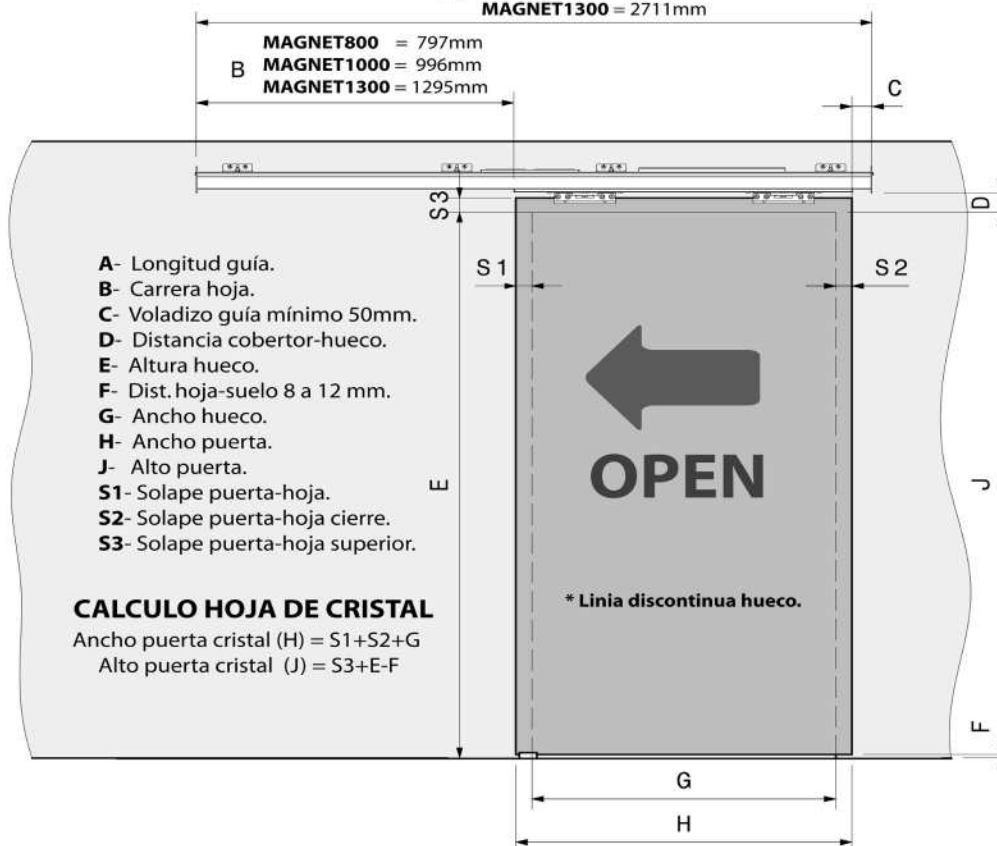 MAGNET1300 = 2711mm
MAGNET800 = 797mm
B MAGNET1000 = 996mm
MAGNET1300 = 1295mm
C
D
S3
S1
S2
A- Longitud guía.
B- Carrera hoja.
C- Voladizo guía mínimo 50mm.
D- Distancia cobertor-hueco.
E- Altura hueco.
F- Dist. hoja-suelo 8 a 12 mm.
G- Ancho hueco.
H- Ancho puerta.
J- Alto puerta.
S1- Solape puerta-hoja.
S2- Solape puerta-hoja cierre.
S3- Solape puerta-hoja superior.
OPEN
E
J
* Linia discontinua hueco.
CALCULO HOJA DE CRISTAL
Ancho puerta cristal (H) = S1+S2+G
Alto puerta cristal (J) = S3+E-F
F
G
H